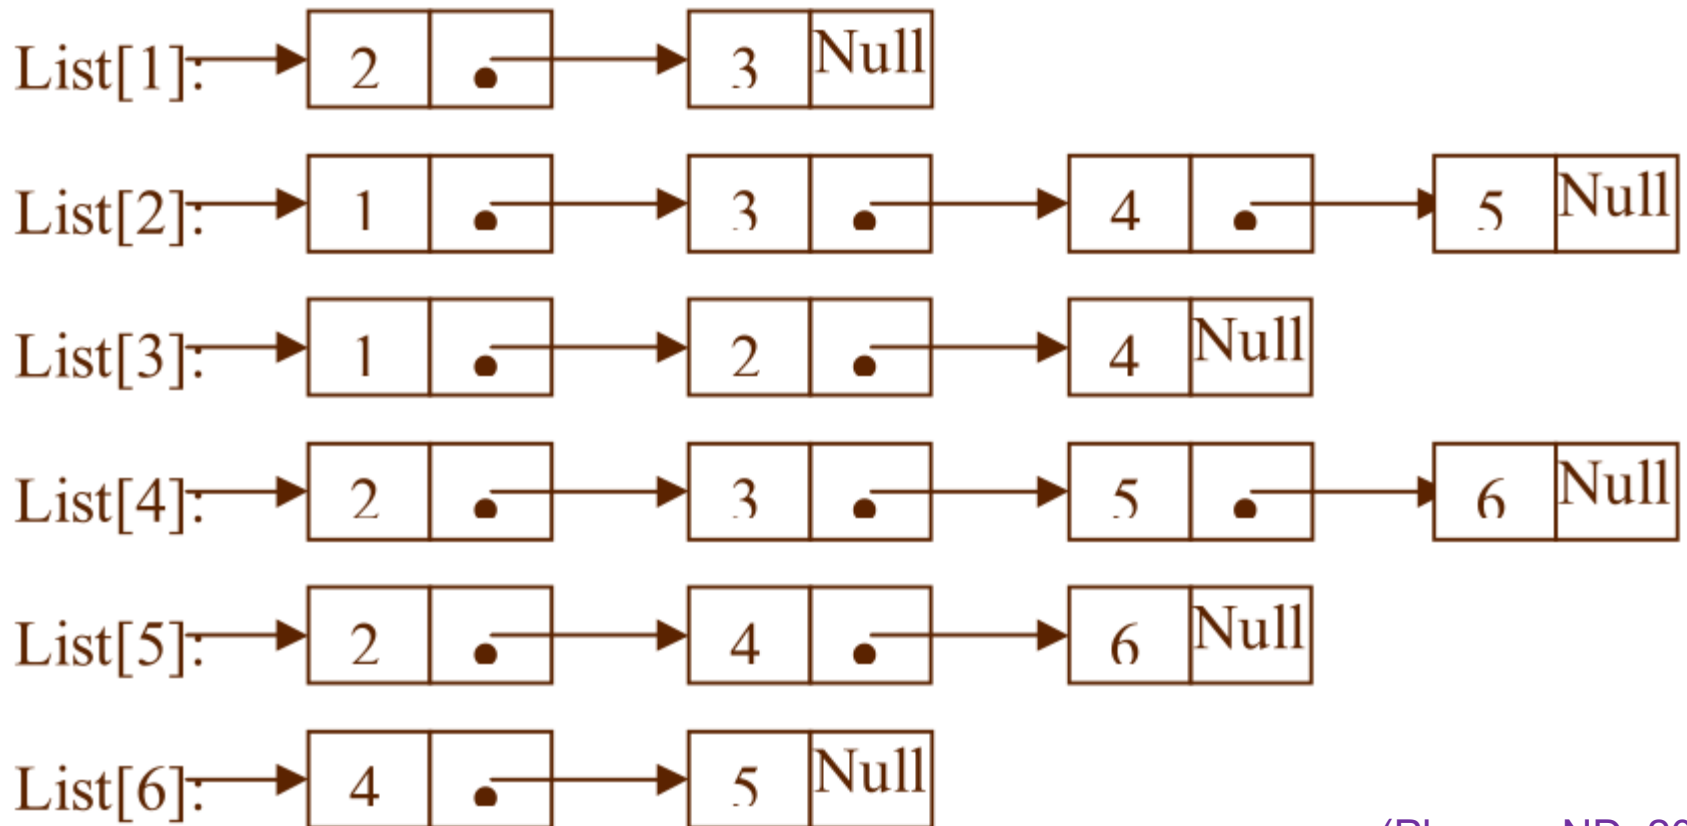 List[1]: 2 3 Null
List[2]: 1 3 4 5 Null
List[3]: 1 2 4 Null
List[4]: 2 3 5 6 Null
List[5]: 2 4 6 Null
List[6]: 4 5 Null